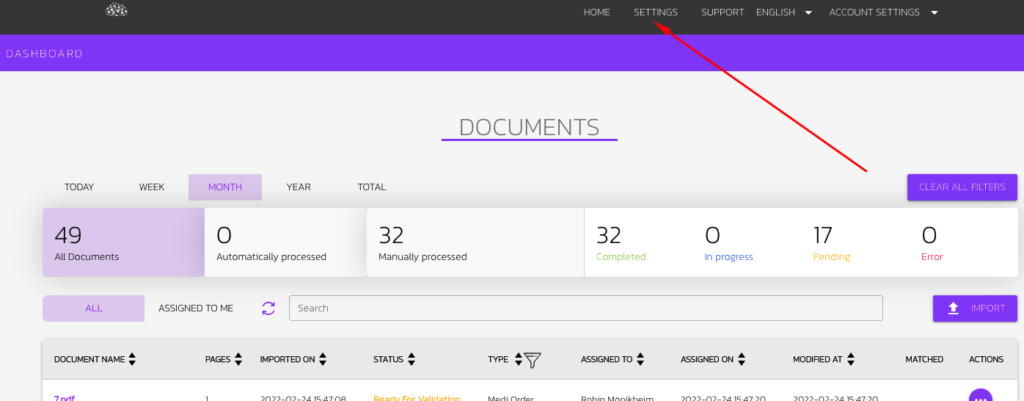 HOME SETTINGS SUPPORT ENGLISH ACCOUNT SETTINGS
DASHBOARD
DOCUMENTS
TODAY WEEK MONTH YEAR TOTAL CLEAR ALL FILTERS
49 0 32 32 0 17 0
All Documents Automatically processed Manually processed Completed In progress Pending Error
ALL ASSIGNED TO ME Search IMPORT
DOCUMENT NAME PAGES IMPORTED ON STATUS TYPE ASSIGNED TO ASSIGNED ON MODIFIED AT MATCHED ACTIONS
7.pdf 1 2022-02-24 15:47:08 Ready For Validation Medi Order Robin Mönikheim 2022-02-24 15:47:20 2022-02-24 15:47:20